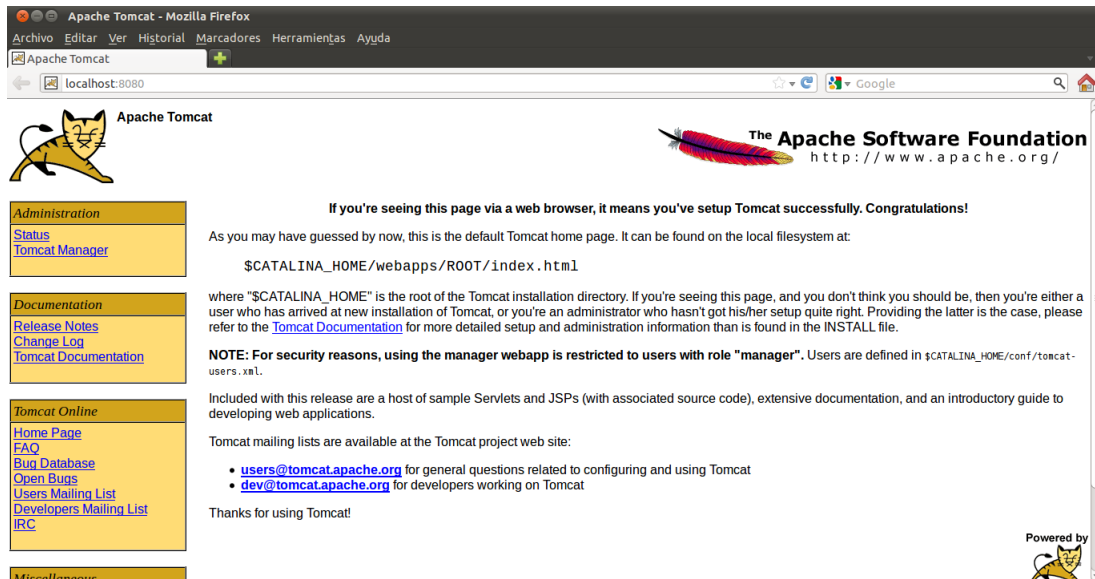 Apache Tomcat - Mozilla Firefox
Archivo Editar Ver Historial Marcadores Herramientas Ayuda
Apache Tomcat
localhost:8080
Google
Apache Tomcat
The Apache Software Foundation
http://www.apache.org/
Administration
Status
Tomcat Manager
Documentation
Release Notes
Change Log
Tomcat Documentation
Tomcat Online
Home Page
FAQ
Bug Database
Open Bugs
Users Mailing List
Developers Mailing List
IRC
Miscellaneous
If you're seeing this page via a web browser, it means you've setup Tomcat successfully. Congratulations!
As you may have guessed by now, this is the default Tomcat home page. It can be found on the local filesystem at:
$CATALINA_HOME/webapps/ROOT/index.html
where "$CATALINA_HOME" is the root of the Tomcat installation directory. If you're seeing this page, and you don't think you should be, then you're either a
user who has arrived at new installation of Tomcat, or you're an administrator who hasn't got his/her setup quite right. Providing the latter is the case, please
refer to the Tomcat Documentation for more detailed setup and administration information than is found in the INSTALL file.
NOTE: For security reasons, using the manager webapp is restricted to users with role "manager". Users are defined in $CATALINA_HOME/conf/tomcat-
users.xml.
Included with this release are a host of sample Servlets and JSPs (with associated source code), extensive documentation, and an introductory guide to
developing web applications.
Tomcat mailing lists are available at the Tomcat project web site:
• users@tomcat.apache.org for general questions related to configuring and using Tomcat
• dev@tomcat.apache.org for developers working on Tomcat
Thanks for using Tomcat!
Powered by